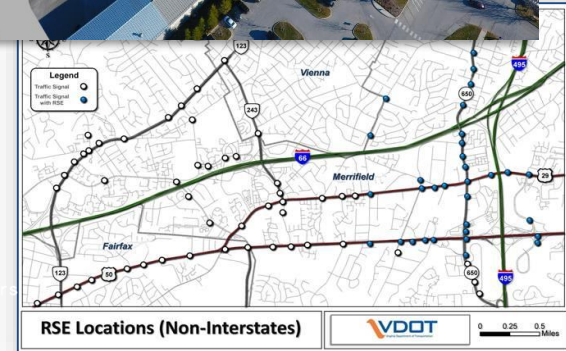 123
495
Legend
Traffic Signal
Traffic Signal
with RSE
Vienna
650
243
66
Merrifield
29
Fairfax
123
50
650
495
S
rs
RSE Locations (Non-Interstates)
VDOT
Virginia Department of Transportation
0 0.25 0.5
Miles